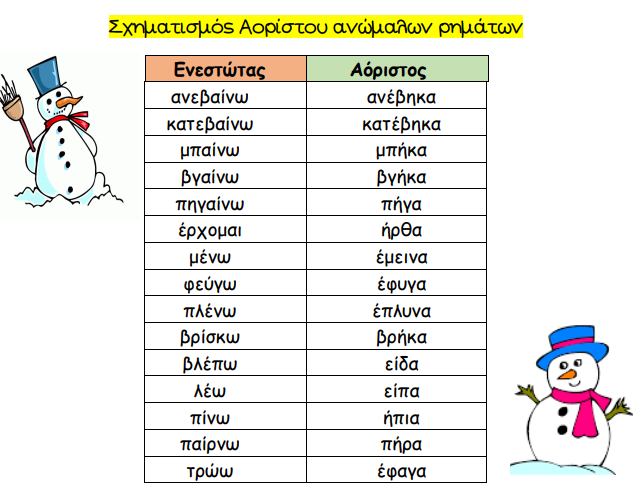 Σχηματισμός Αορίστου ανώμαλων ρημάτων
Ενεστώτας Αόριστος
ανεβαίνω ανέβηκα
κατεβαίνω κατέβηκα
μπαίνω μπήκα
βγαίνω βγήκα
πηγαίνω πήγα
έρχομαι ήρθα
μένω έμεινα
φεύγω έφυγα
πλένω έπλυνα
βρίσκω βρήκα
βλέπω είδα
λέω είπα
πίνω ήπια
παίρνω πήρα
τρώω έφαγα